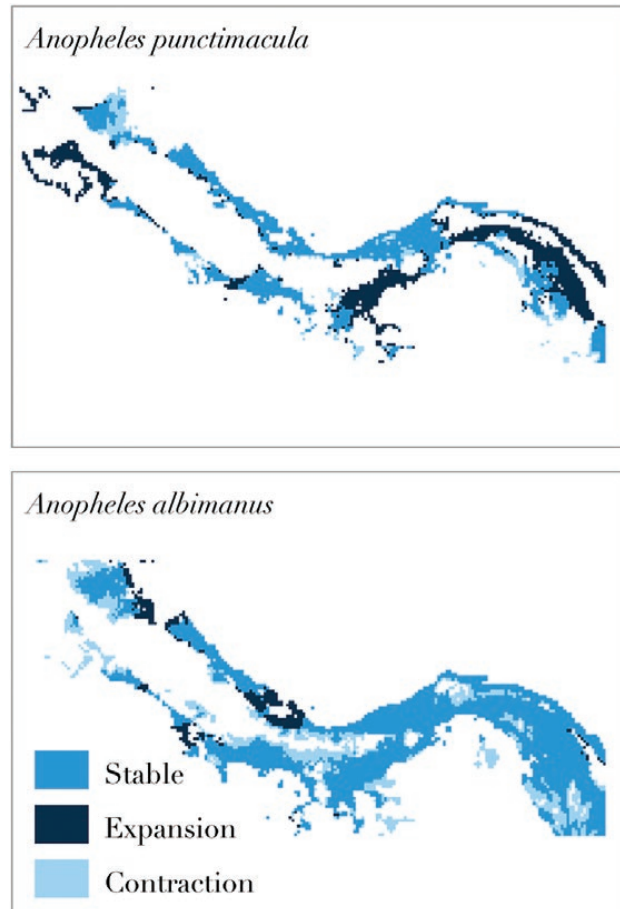 Anopheles punctimacula
Anopheles albimanus
Stable
Expansion
Contraction